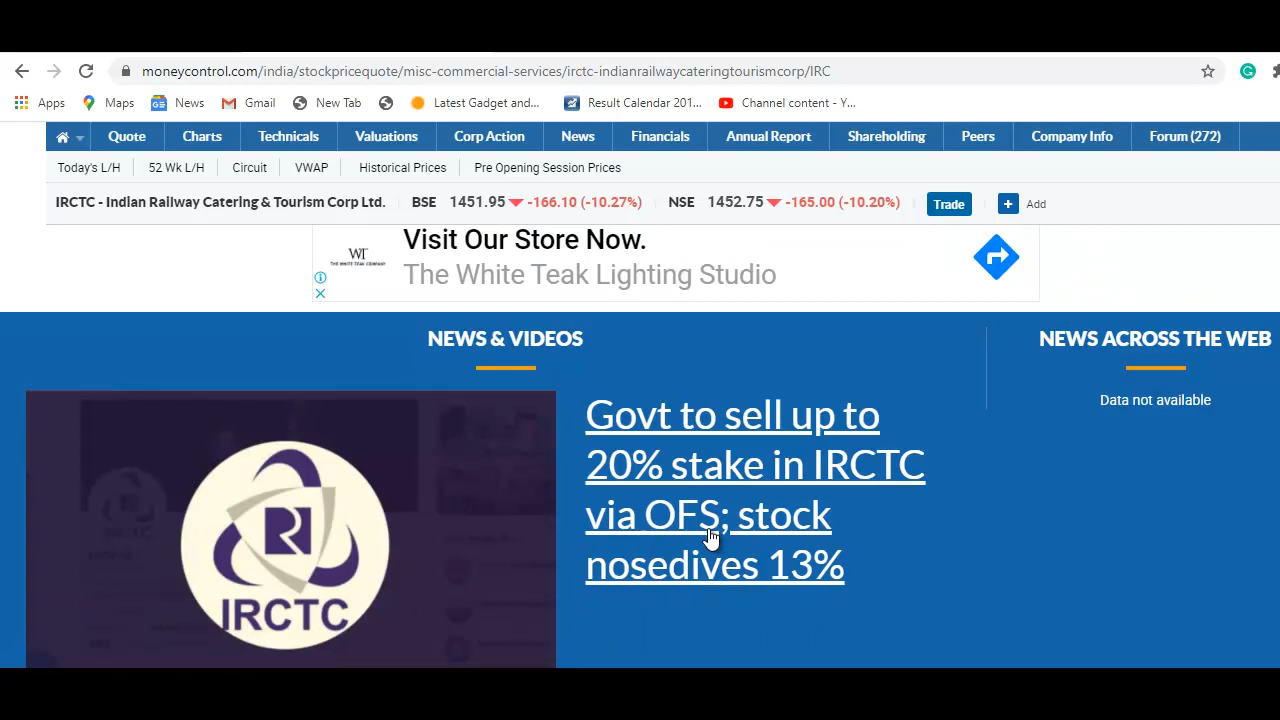 moneycontrol.com/india/stockpricequote/misc-commercial-services/irctc-indianrailwaycateringtourismcorp/IRC
Apps Maps News Gmail New Tab Latest Gadget and... Result Calendar 201... Channel content - Y...
Quote Charts Technicals Valuations Corp Action News Financials Annual Report Shareholding Peers Company Info Forum (272)
Today's L/H 52 Wk L/H Circuit VWAP Historical Prices Pre Opening Session Prices
IRCTC - Indian Railway Catering & Tourism Corp Ltd. BSE 1451.95 -166.10 (-10.27%) NSE 1452.75 -165.00 (-10.20%) Trade + Add
Visit Our Store Now.
WT
THE WHITE TEAK COMPANY
The White Teak Lighting Studio
NEWS & VIDEOS
NEWS ACROSS THE WEB
Data not available
Govt to sell up to
20% stake in IRCTC
via OFS; stock
nosedives 13%
IRCTC